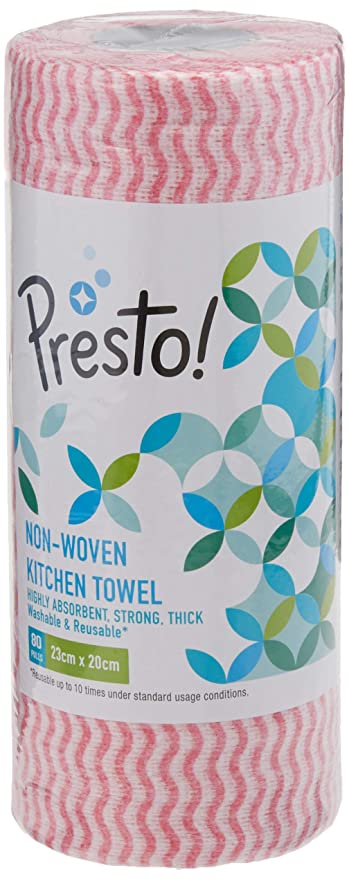 Presto!
NON-WOVEN
KITCHEN TOWEL
HIGHLY ABSORBENT, STRONG, THICK
Washable & Reusable*
80 PULLS 23cm x 20cm
*Reusable up to 10 times under standard usage conditions.